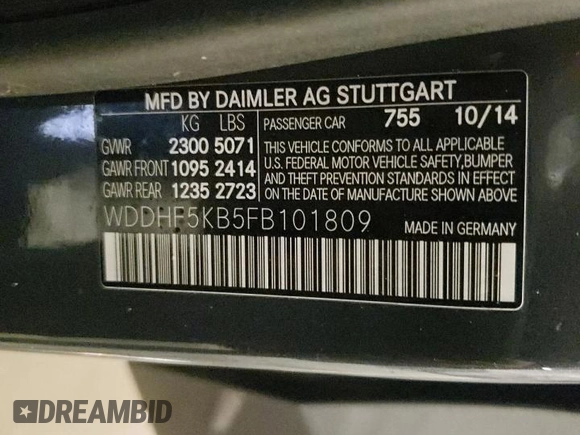 MFD BY DAIMLER AG STUTTGART
KG LBS
GVWR 2300 5071
GAWR FRONT 1095 2414
GAWR REAR 1235 2723
PASSENGER CAR 755 10/14
THIS VEHICLE CONFORMS TO ALL APPLICABLE
U.S. FEDERAL MOTOR VEHICLE SAFETY,BUMPER
AND THEFT PREVENTION STANDARDS IN EFFECT
ON THE DATE OF MANUFACTURE SHOWN ABOVE
WDDHF5KB5FB101809
MADE IN GERMANY
DREAMBID